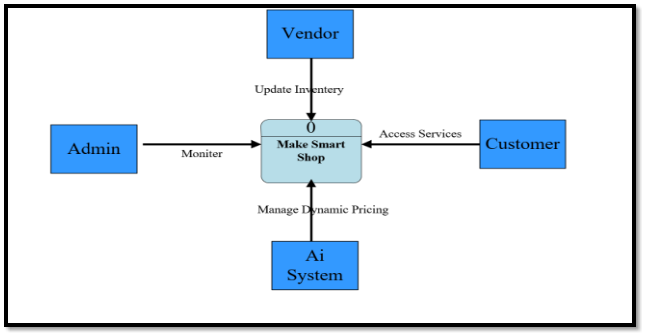 Vendor
Update Inventery
0
Make Smart
Shop
Admin
Moniter
Access Services
Customer
Manage Dynamic Pricing
Ai
System